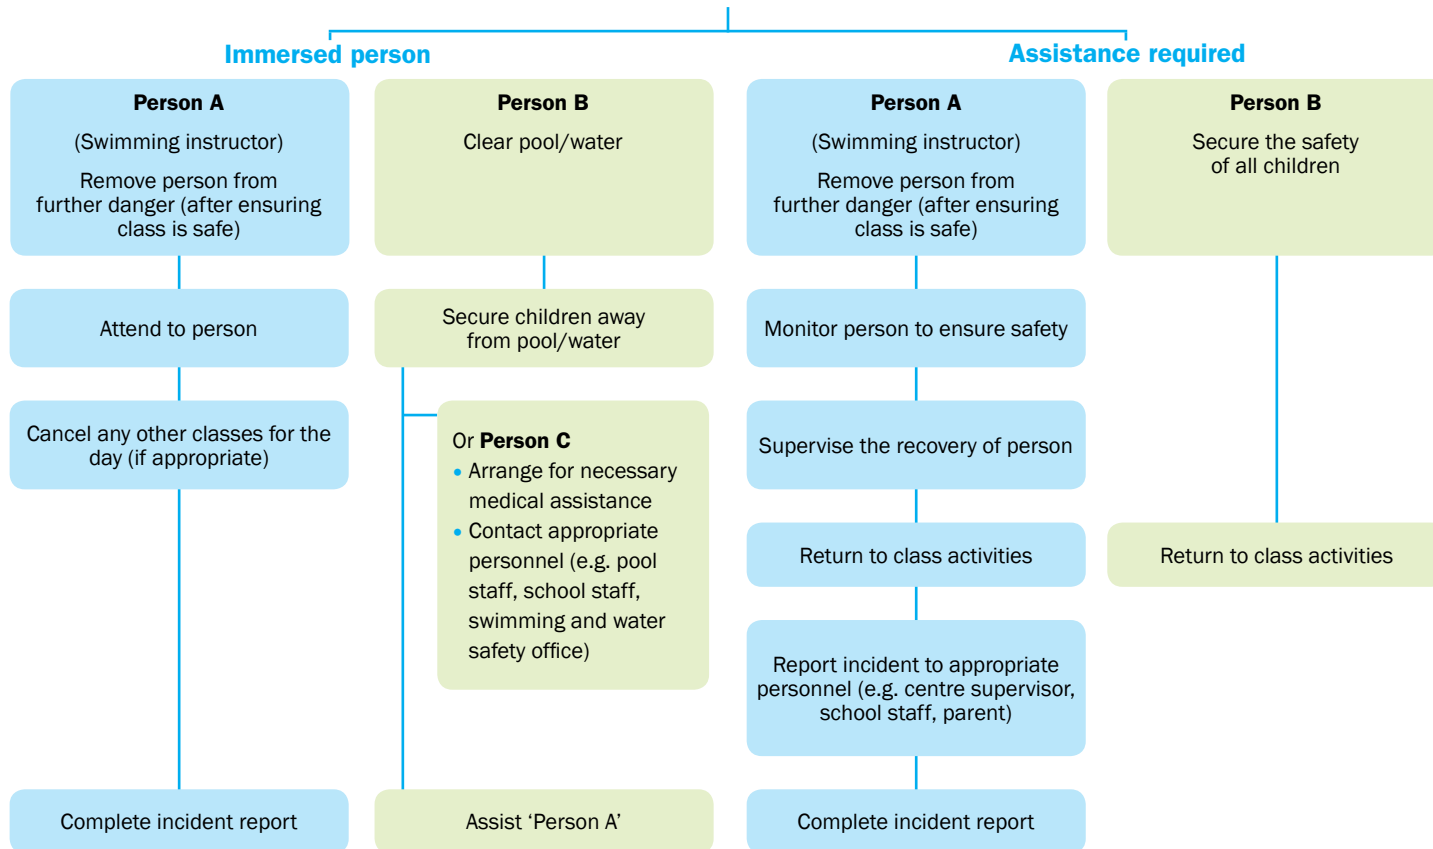 Immersed person
Person A
(Swimming instructor)
Remove person from
further danger (after ensuring
class is safe)
Attend to person
Cancel any other classes for the
day (if appropriate)
Complete incident report
Person B
Clear pool/water
Secure children away
from pool/water
Or Person C
• Arrange for necessary
medical assistance
• Contact appropriate
personnel (e.g. pool
staff, school staff,
swimming and water
safety office)
Assist ‘Person A’
Assistance required
Person A
(Swimming instructor)
Remove person from
further danger (after ensuring
class is safe)
Monitor person to ensure safety
Supervise the recovery of person
Return to class activities
Report incident to appropriate
personnel (e.g. centre supervisor,
school staff, parent)
Complete incident report
Person B
Secure the safety
of all children
Return to class activities